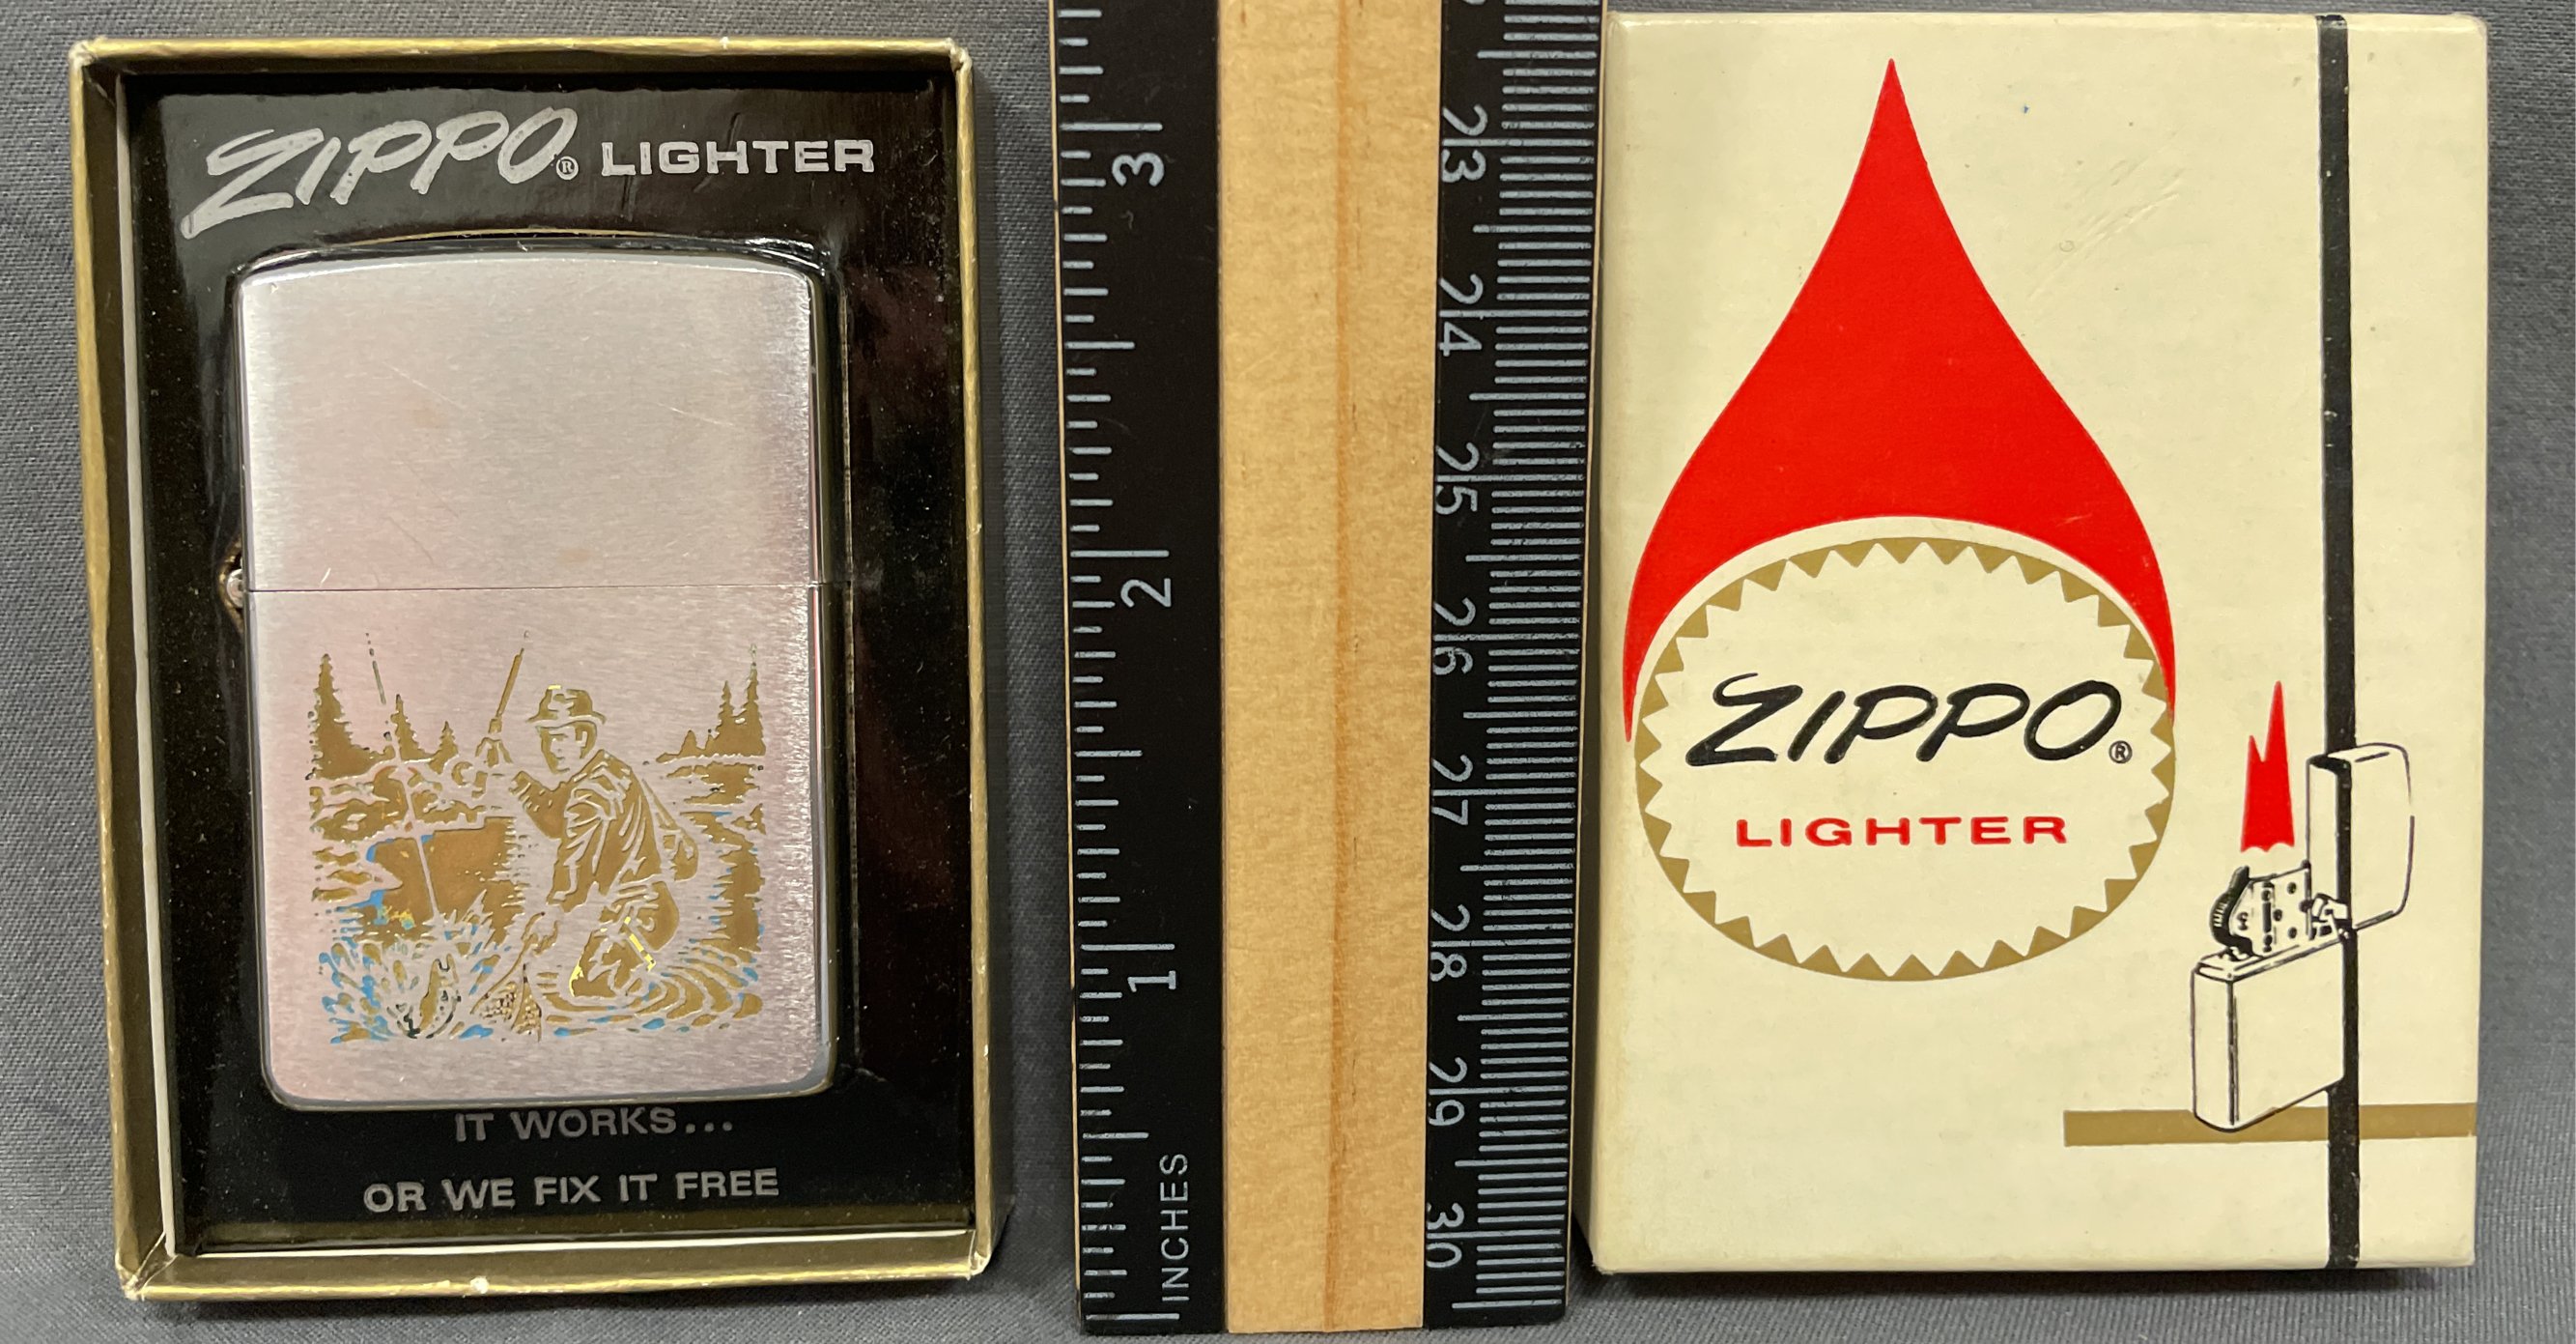 ZIPPO® LIGHTER
IT WORKS...
OR WE FIX IT FREE
3
2
1
INCHES
23
24
25
26
27
28
29
30
ZIPPO®
LIGHTER